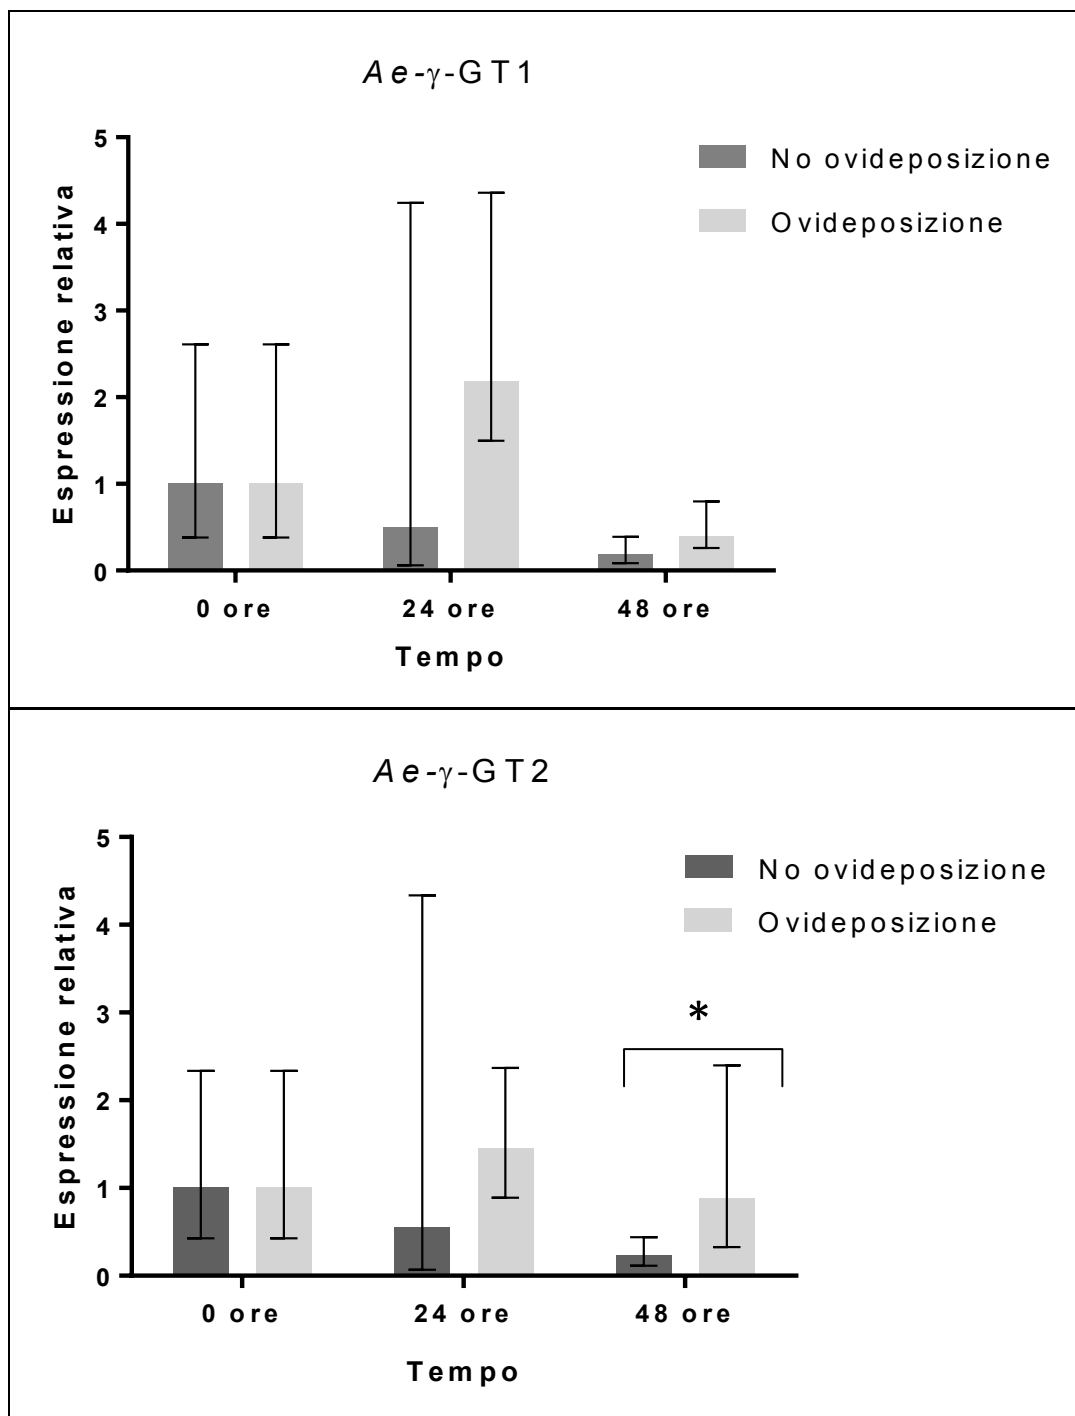 Ae-γ-GT1
5
4
3
2
1
0
Espressione relativa
No ovideposizione
Ovideposizione
0 ore 24 ore 48 ore
Tempo
Ae-γ-GT2
5
4
3
2
1
0
Espressione relativa
No ovideposizione
Ovideposizione
*
0 ore 24 ore 48 ore
Tempo